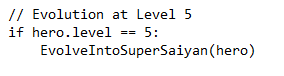 // Evolution at Level 5
if hero.level == 5:
    EvolveIntoSuperSaiyan(hero)